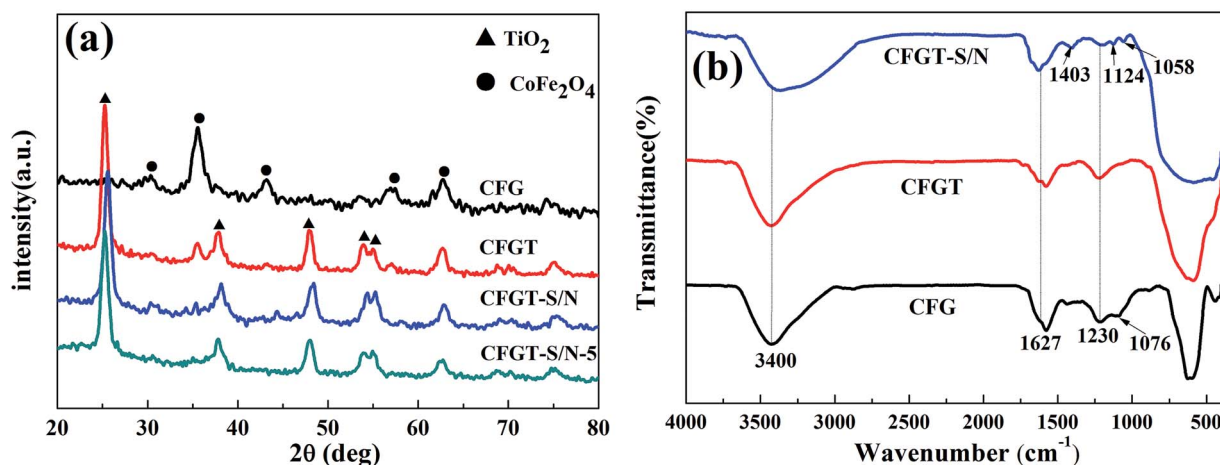 (a)
▲ TiO₂
● CoFe₂O₄
CFG
CFGT
CFGT-S/N
CFGT-S/N-5
intensity(a.u.)
20 30 40 50 60 70 80
2θ (deg)
(b)
CFGT-S/N
1403
1124
1058
CFGT
CFG
3400
1627
1230
1076
Transmittance(%)
4000 3500 3000 2500 2000 1500 1000 500
Wavenumber (cm⁻¹)